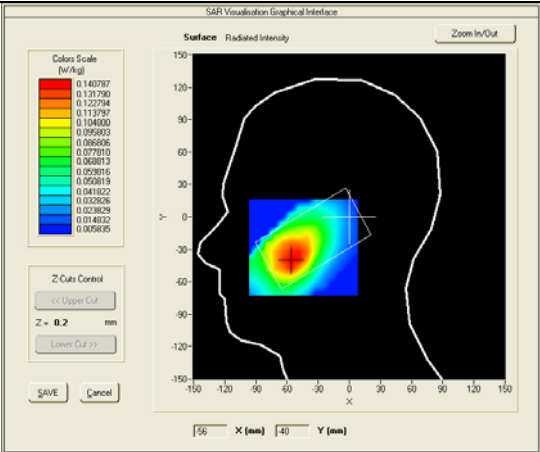 SAR Visualisation Graphical Interface
Surface Radiated Intensity
Zoom In/Out
Colors Scale
(W/kg)
0.140787
0.131790
0.122794
0.113797
0.104800
0.095803
0.086806
0.077810
0.068813
0.059816
0.050819
0.041822
0.032826
0.023829
0.014832
0.005835
Z-Cuts Control
<< Upper Cut
Z = 0.2 mm
Lower Cut >>
SAVE Cancel
150
120
90
60
30
Y 0
-30
-60
-90
-120
-150
-150 -120 -90 -60 -30 0 30 60 90 120 150
X
-56 X (mm) -40 Y (mm)